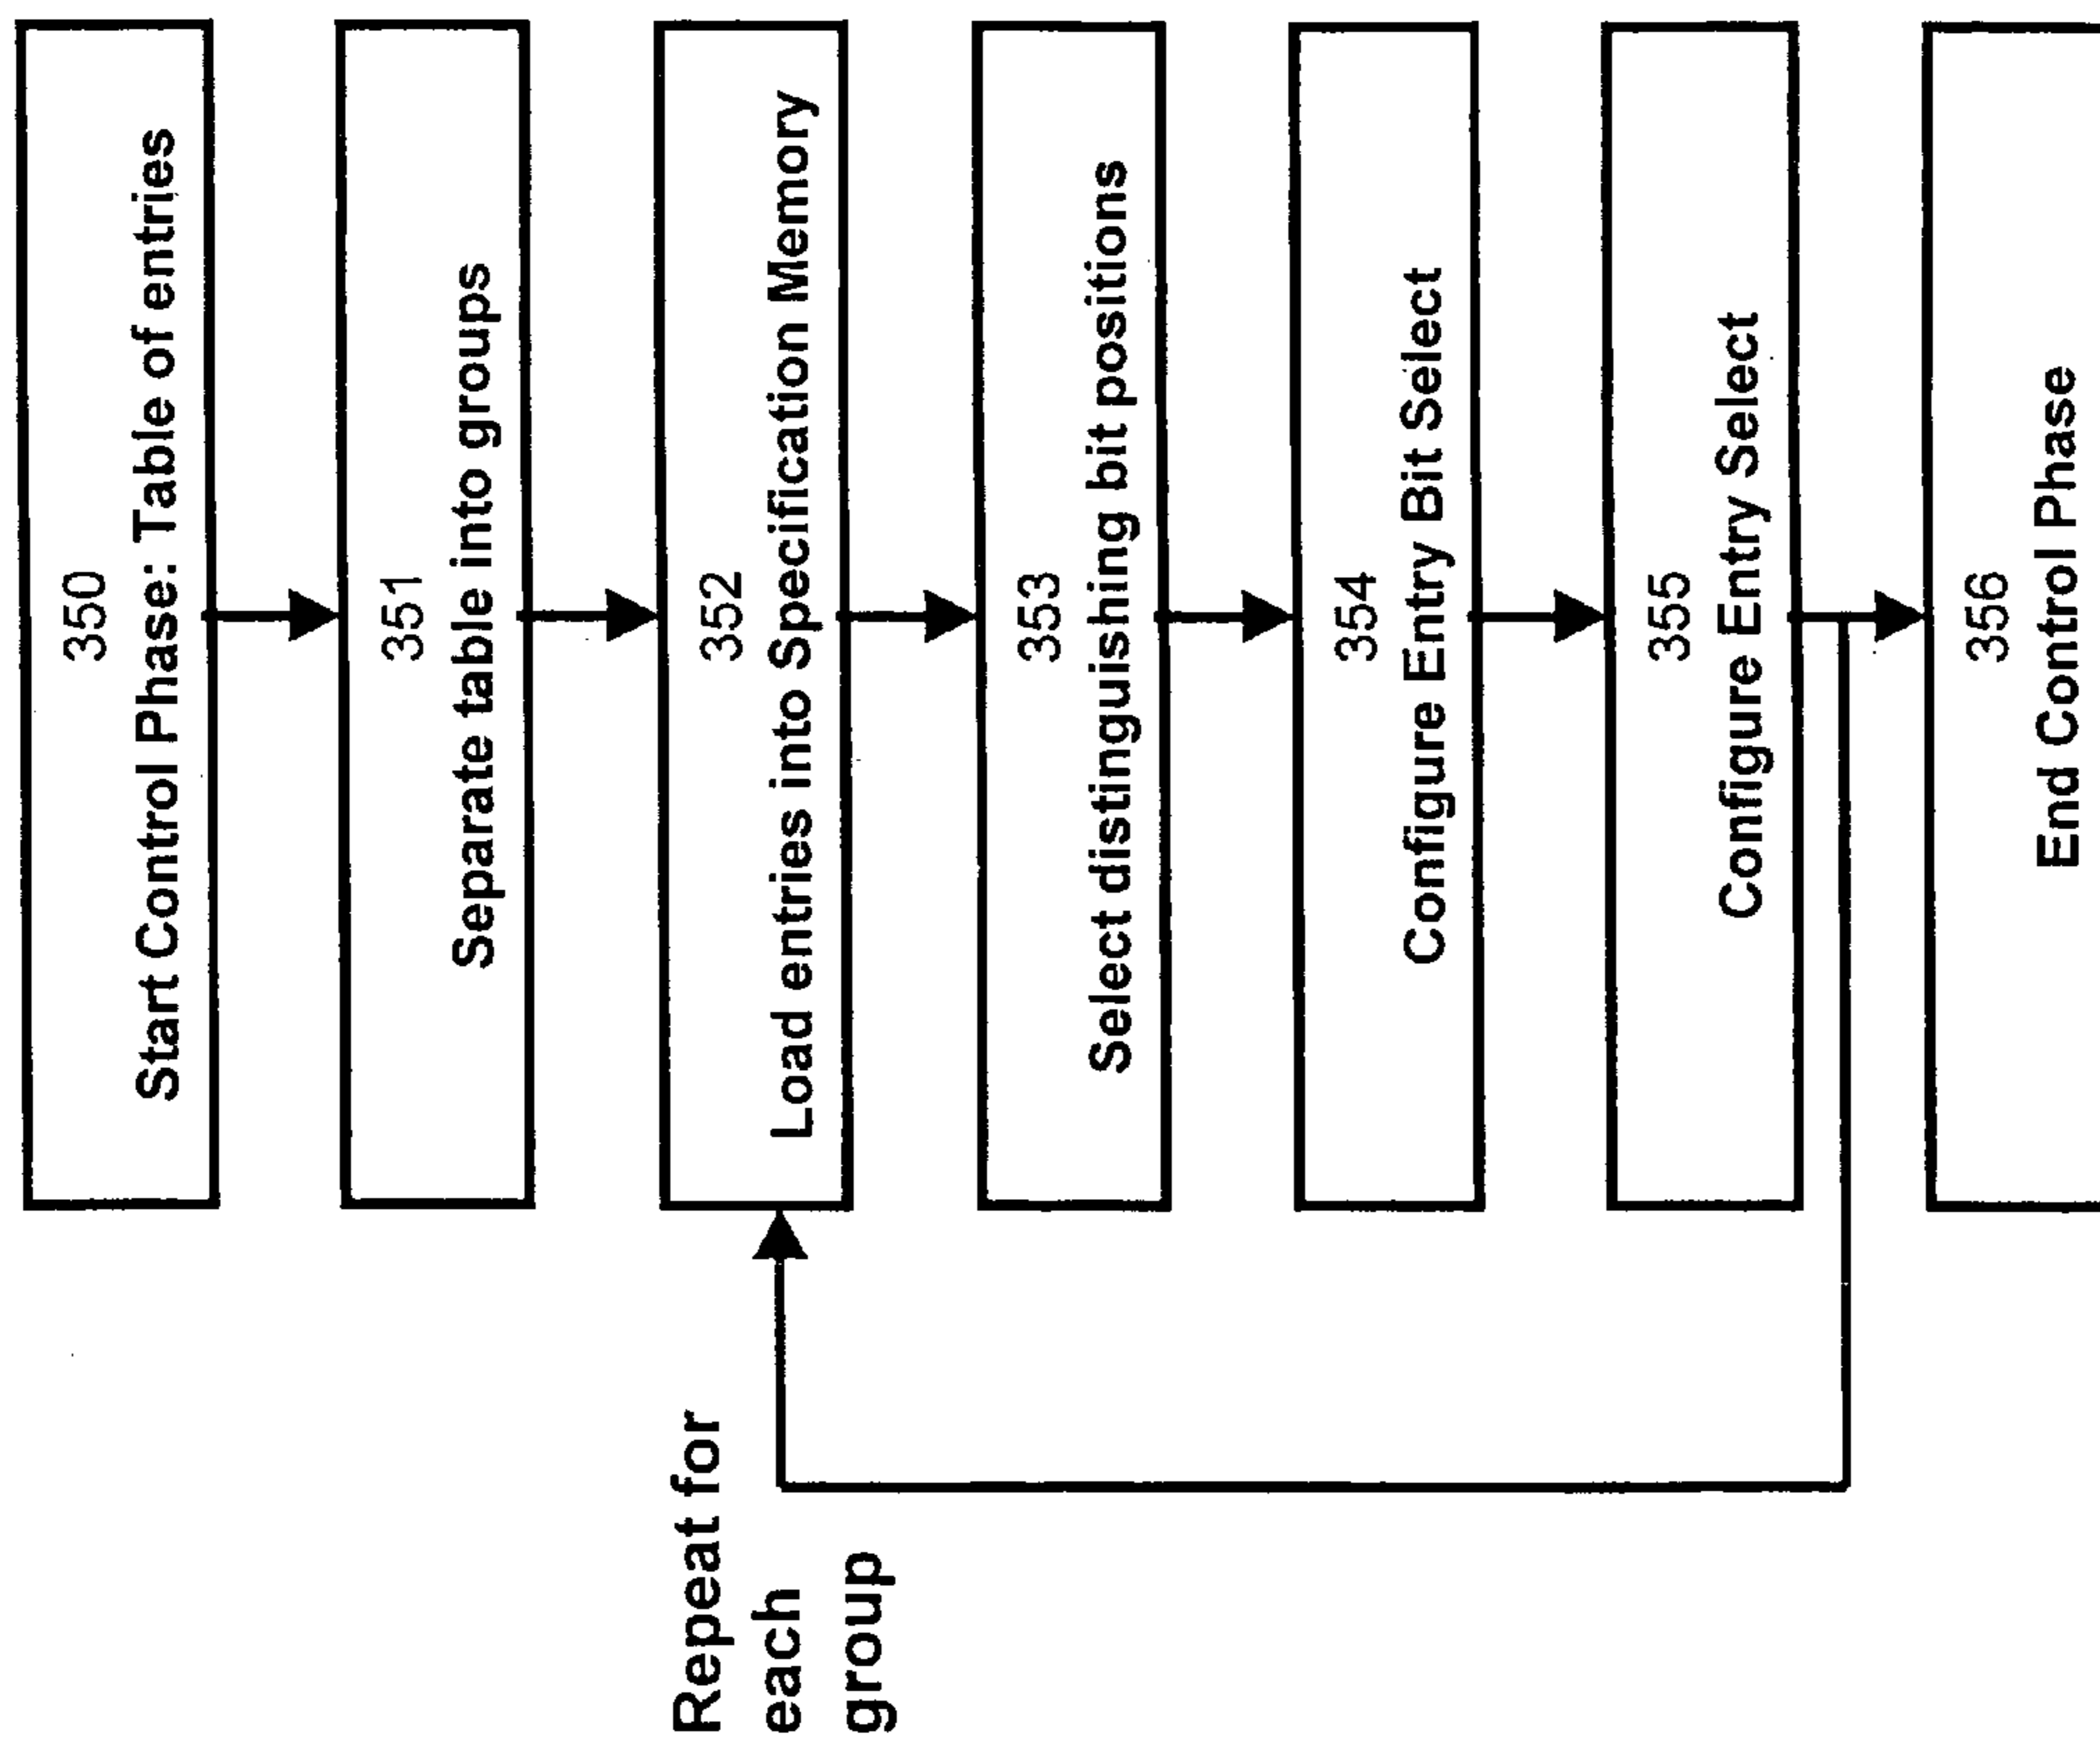 350
Start Control Phase: Table of entries
351
Separate table into groups
352
Load entries into Specification Memory
353
Select distinguishing bit positions
354
Configure Entry Bit Select
355
Configure Entry Select
356
End Control Phase
Repeat for
each
group